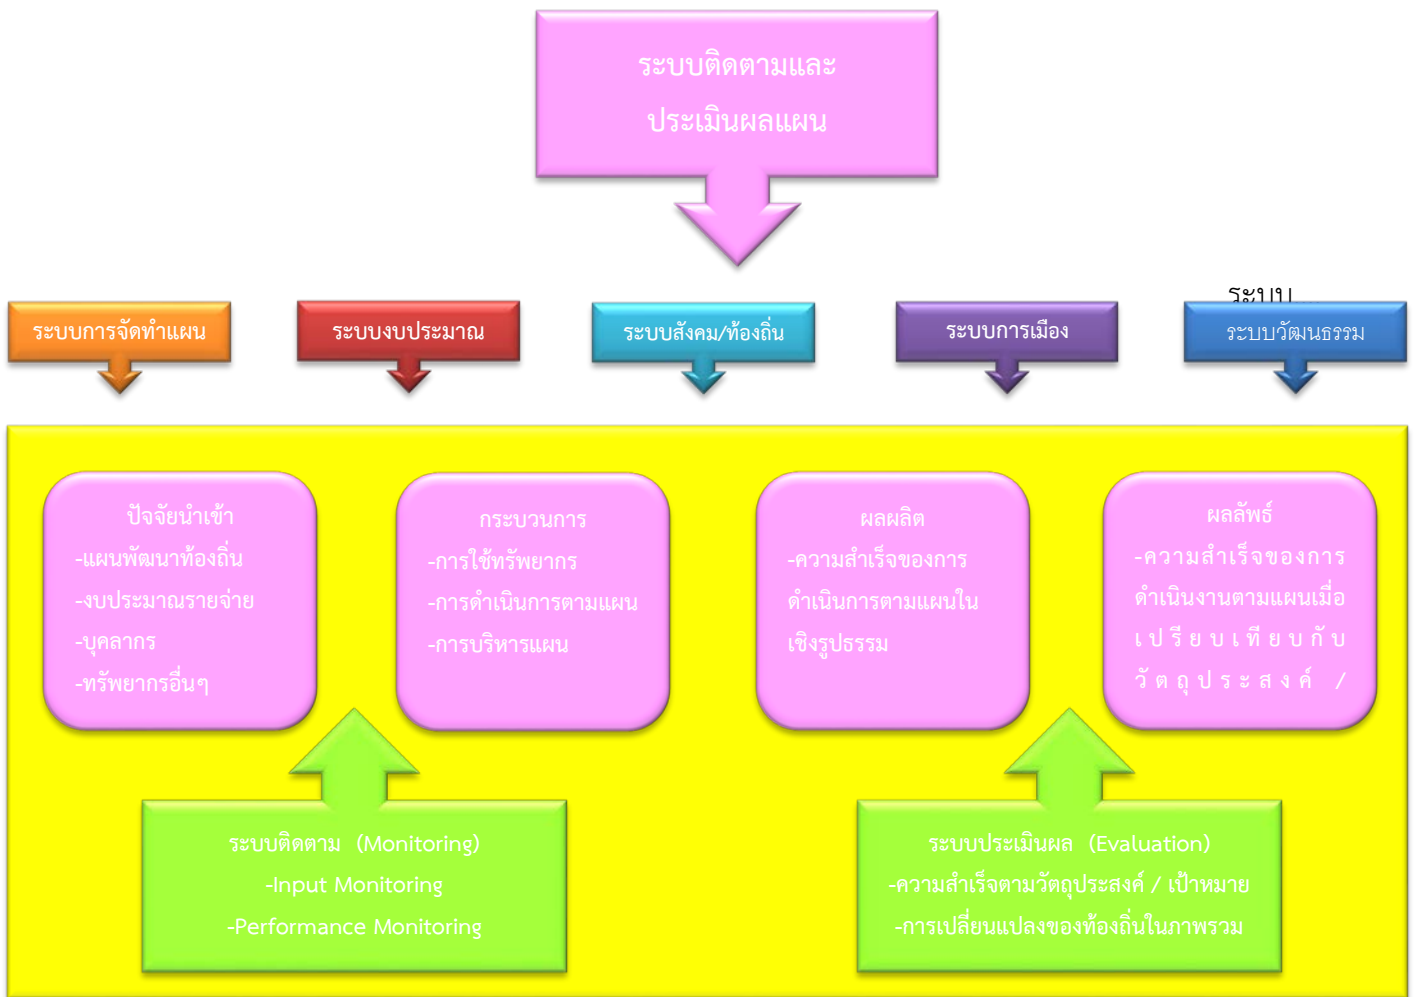 ระบบติดตามและ
ประเมินผลแผน
ระบบ
ระบบการจัดทำแผน
ระบบงบประมาณ
ระบบสังคม/ท้องถิ่น
ระบบการเมือง
ระบบวัฒนธรรม
ปัจจัยนำเข้า
-แผนพัฒนาท้องถิ่น
-งบประมาณรายจ่าย
-บุคลากร
-ทรัพยากรอื่นๆ
กระบวนการ
-การใช้ทรัพยากร
-การดำเนินการตามแผน
-การบริหารแผน
ผลผลิต
-ความสำเร็จของการ
ดำเนินการตามแผนใน
เชิงรูปธรรม
ผลลัพธ์
-ความสำเร็จของการ
ดำเนินงานตามแผนเมื่อ
เปรียบเทียบกับ
วัตถุประสงค์ /
ระบบติดตาม (Monitoring)
-Input Monitoring
-Performance Monitoring
ระบบประเมินผล (Evaluation)
-ความสำเร็จตามวัตถุประสงค์ / เป้าหมาย
-การเปลี่ยนแปลงของท้องถิ่นในภาพรวม